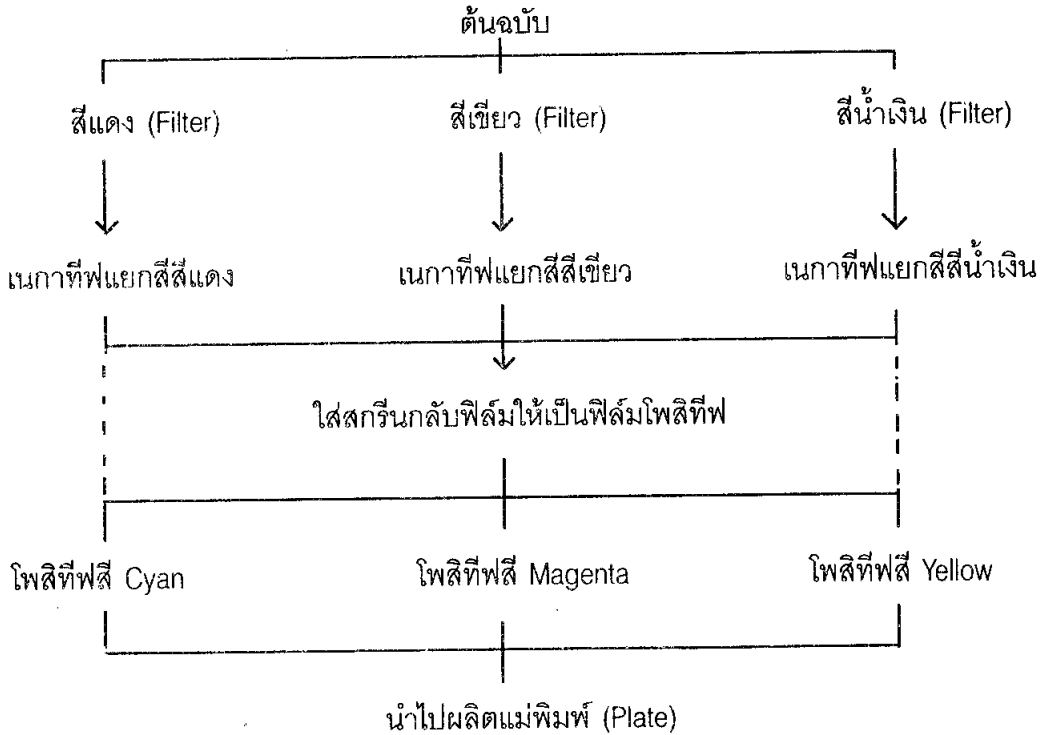 ต้นฉบับ
สีแดง (Filter)
สีเขียว (Filter)
สีน้ำเงิน (Filter)
เนกาทีฟแยกสีสีแดง
เนกาทีฟแยกสีสีเขียว
เนกาทีฟแยกสีสีน้ำเงิน
ใส่สกรีนกลับฟิล์มให้เป็นฟิล์มโพสิทีฟ
โพสิทีฟสี Cyan
โพสิทีฟสี Magenta
โพสิทีฟสี Yellow
นำไปผลิตแม่พิมพ์ (Plate)